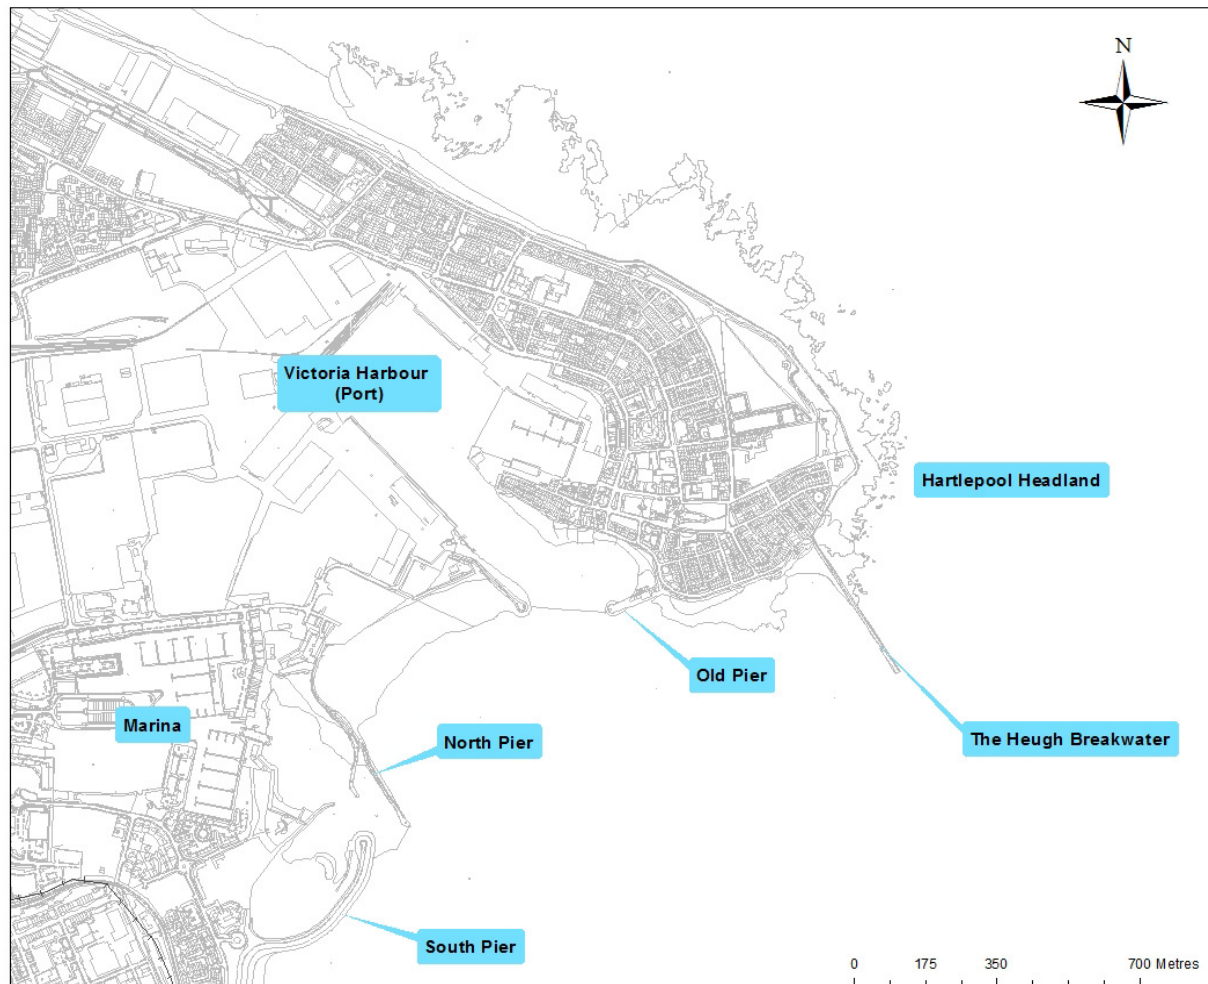 N
Victoria Harbour
(Port)
Hartlepool Headland
Old Pier
Marina
North Pier
The Heugh Breakwater
South Pier
0 175 350 700 Metres